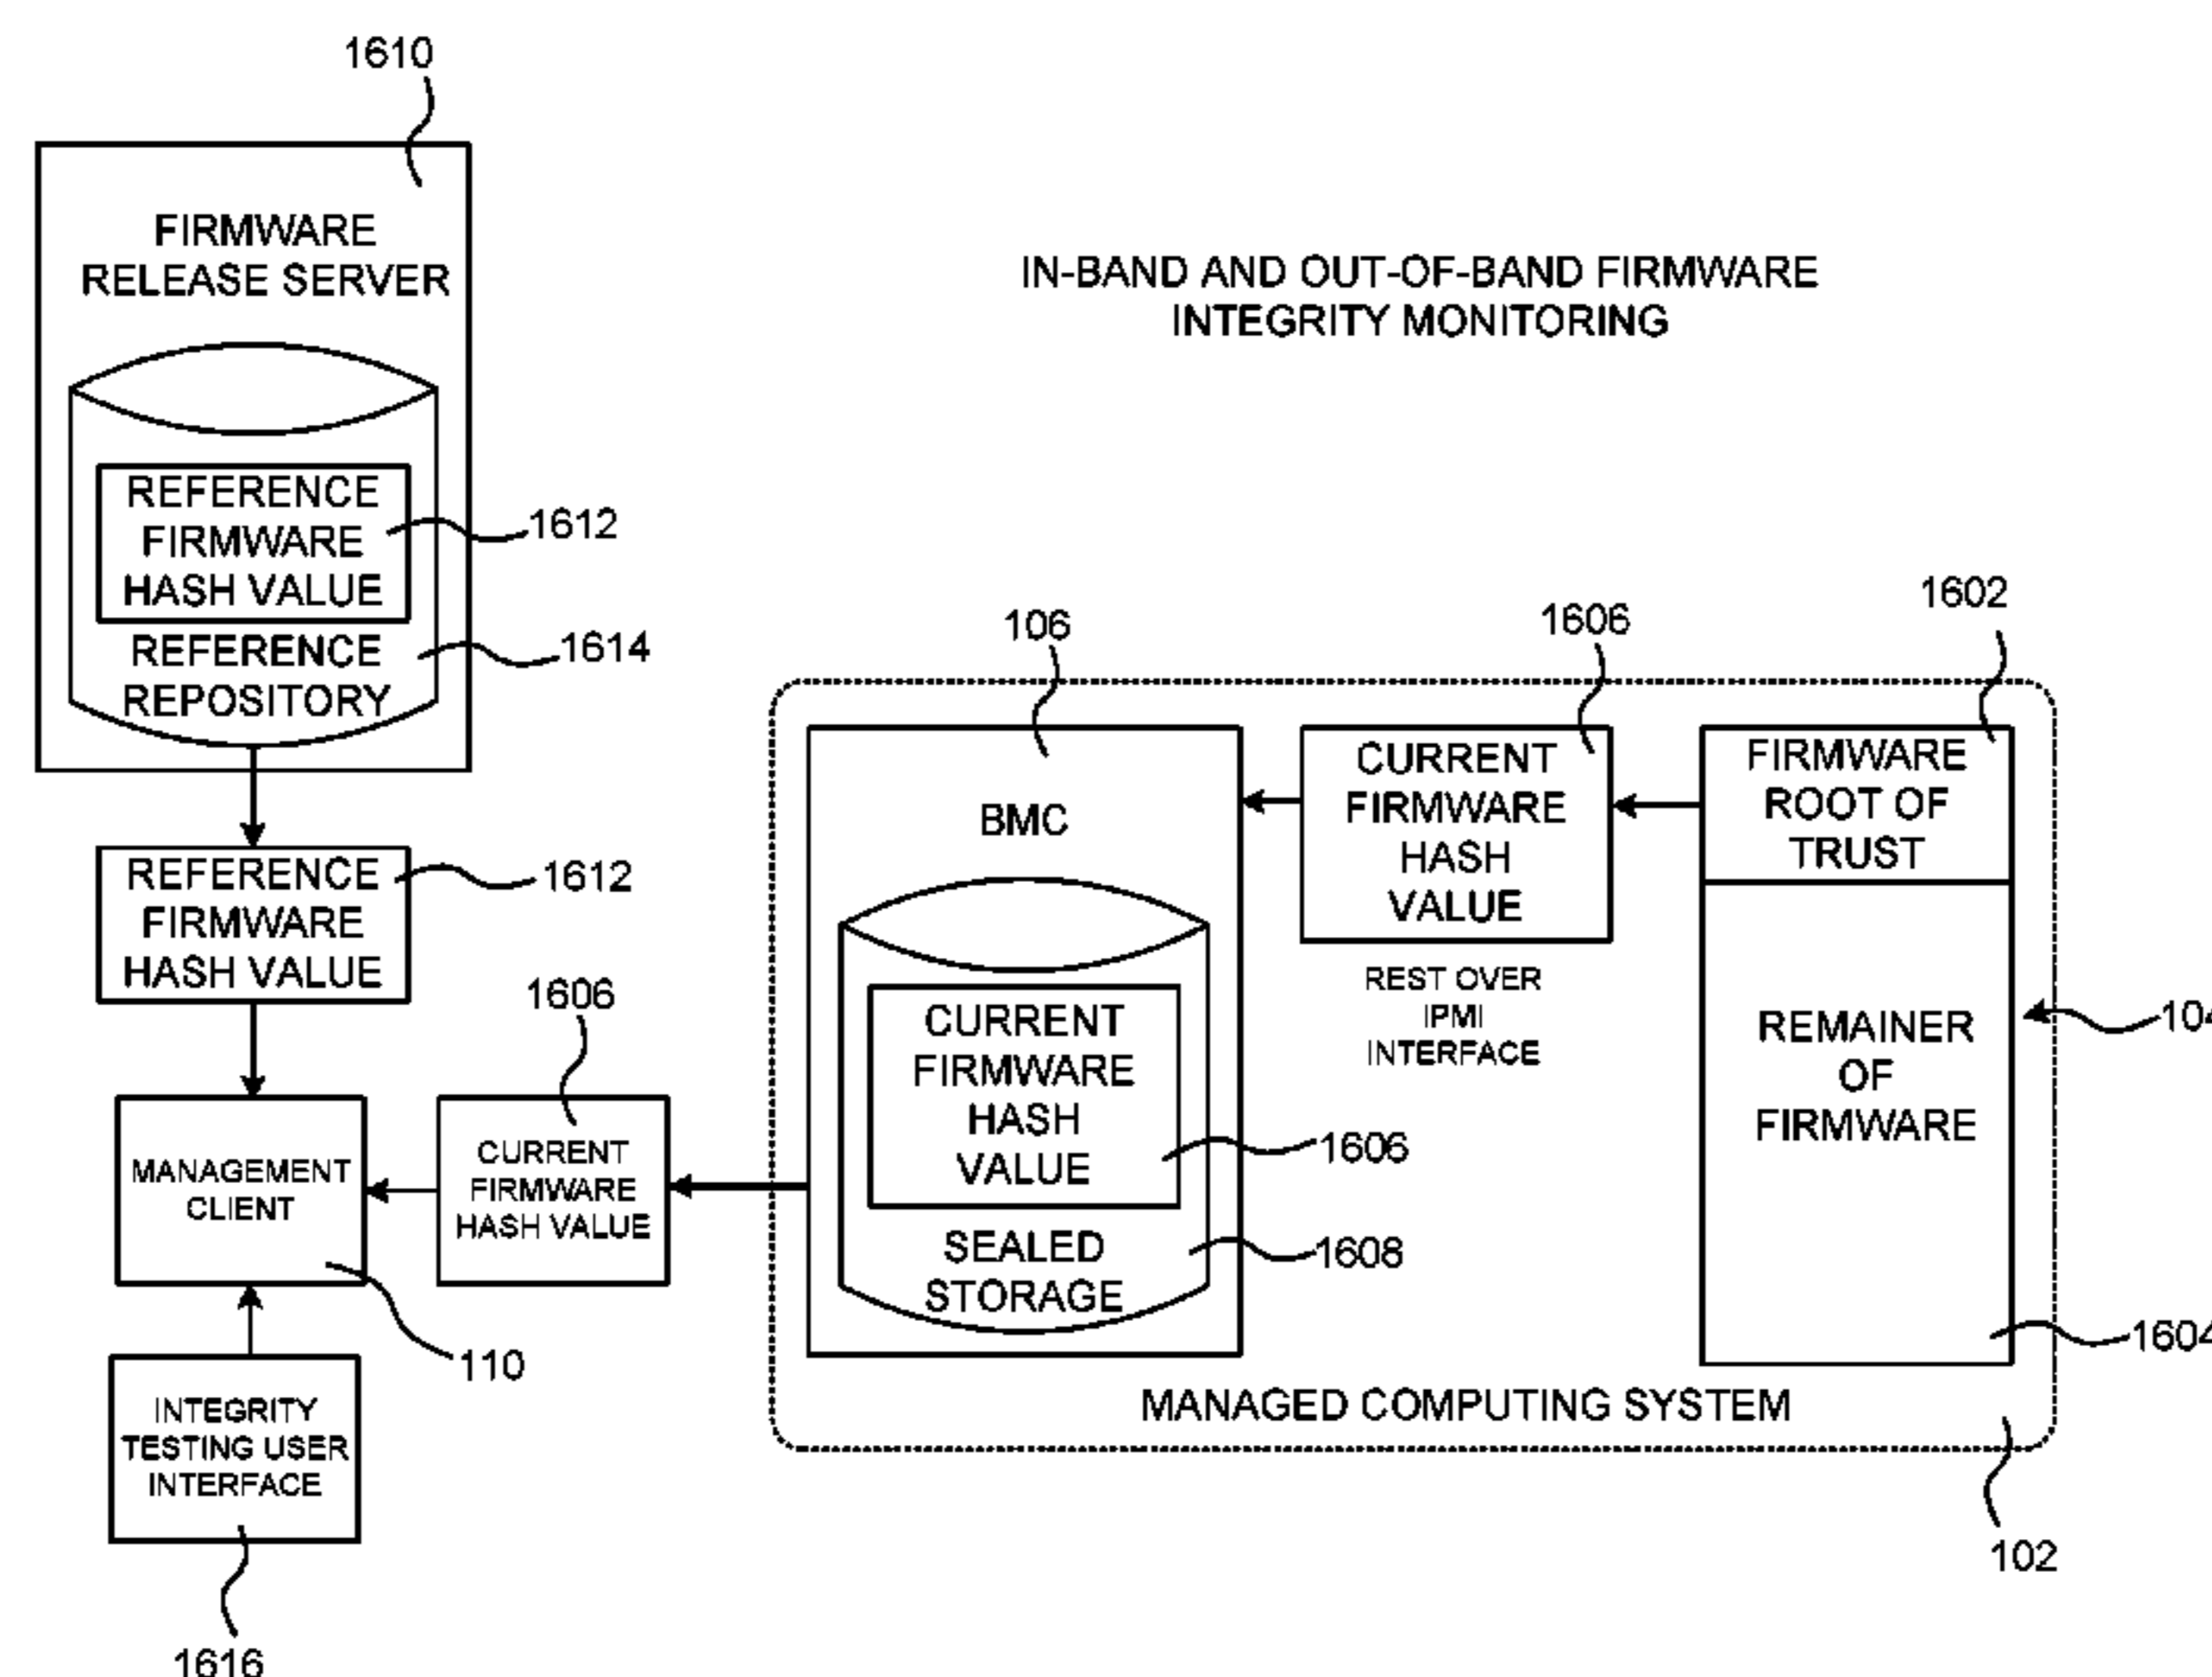 1610
FIRMWARE
RELEASE SERVER
REFERENCE
FIRMWARE
HASH VALUE
1612
REFERENCE
REPOSITORY
1614
IN-BAND AND OUT-OF-BAND FIRMWARE
INTEGRITY MONITORING
REFERENCE
FIRMWARE
HASH VALUE
1612
MANAGEMENT
CLIENT
110
INTEGRITY
TESTING USER
INTERFACE
1616
1606
CURRENT
FIRMWARE
HASH VALUE
106
BMC
CURRENT
FIRMWARE
HASH
VALUE
1606
SEALED
STORAGE
1608
1606
CURRENT
FIRMWARE
HASH
VALUE
REST OVER
IPMI
INTERFACE
1602
FIRMWARE
ROOT OF
TRUST
REMAINER
OF
FIRMWARE
104
1604
MANAGED COMPUTING SYSTEM
102